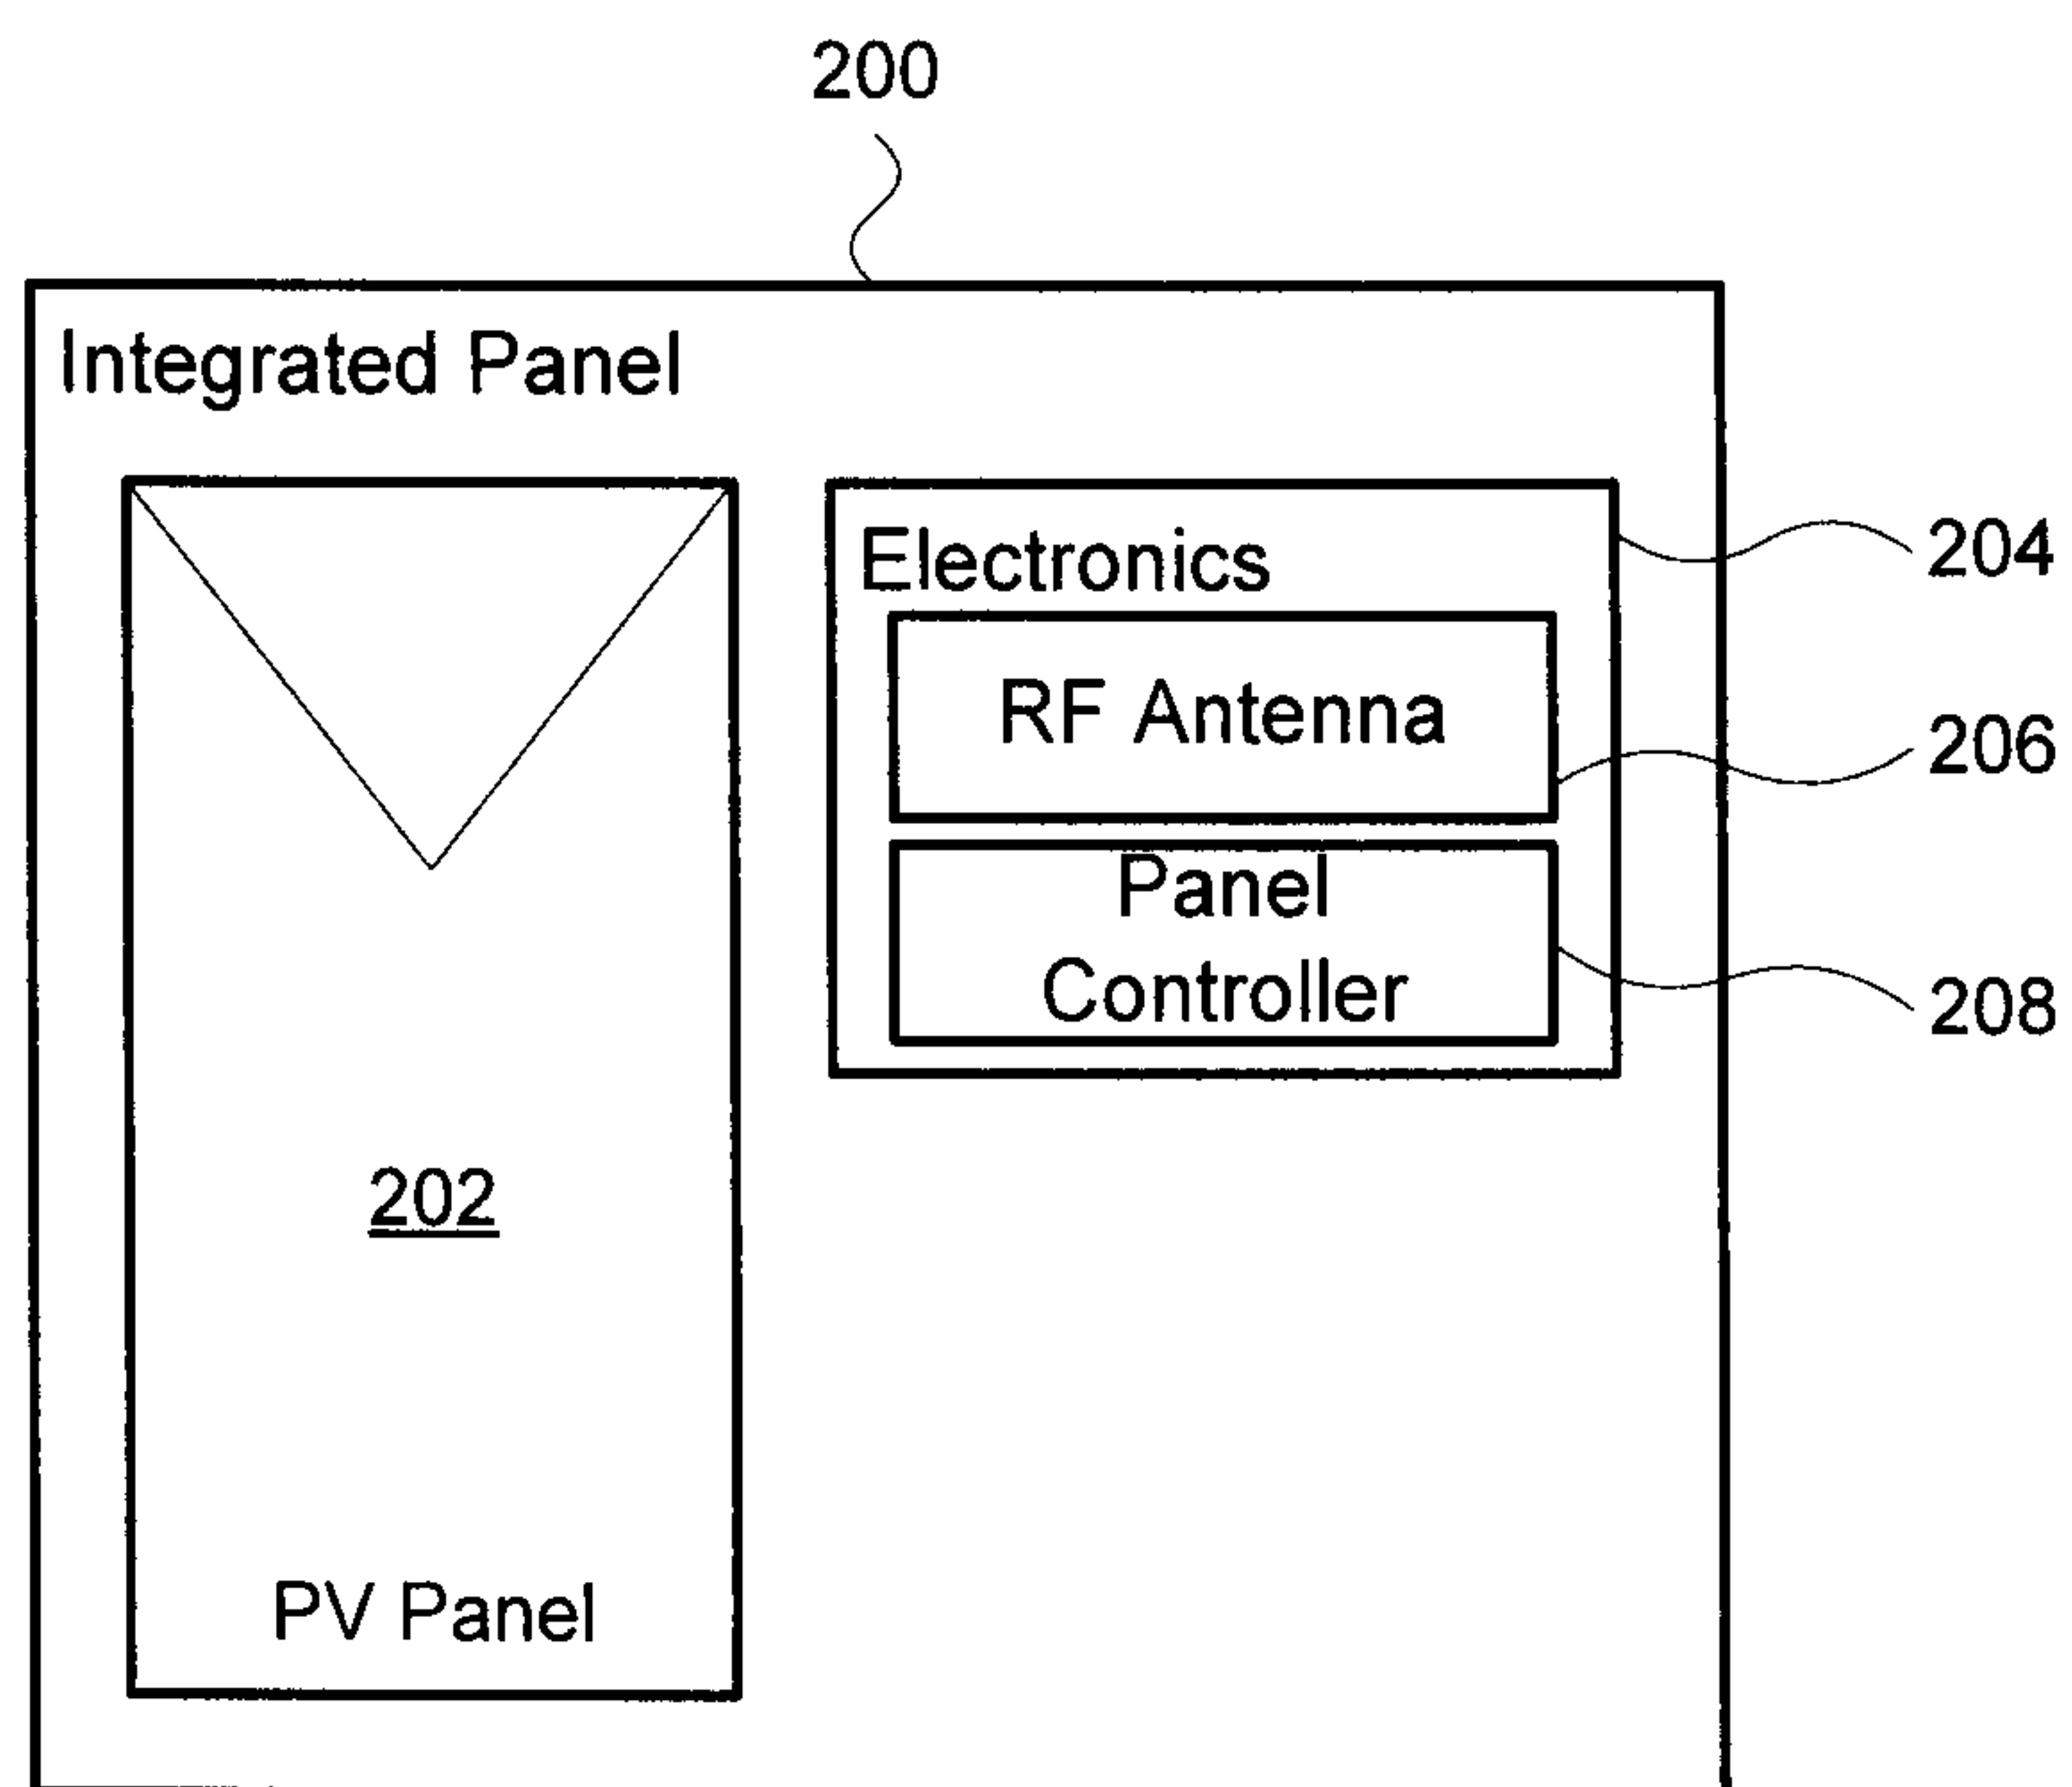 200
Integrated Panel
Electronics
204
RF Antenna
206
Panel
Controller
208
202
PV Panel